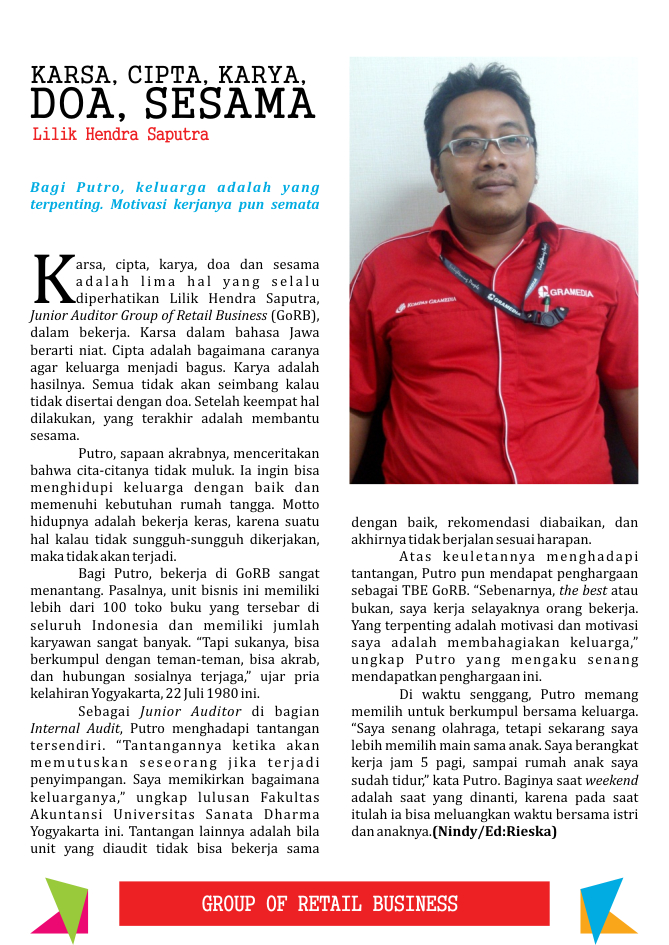 KARSA, CIPTA, KARYA,
DOA, SESAMA
Lilik Hendra Saputra
Bagi Putro, keluarga adalah yang
terpenting. Motivasi kerjanya pun semata
Karsa, cipta, karya, doa dan sesama
adalah lima hal yang selalu
diperhatikan Lilik Hendra Saputra,
Junior Auditor Group of Retail Business (GoRB),
dalam bekerja. Karsa dalam bahasa Jawa
berarti niat. Cipta adalah bagaimana caranya
agar keluarga menjadi bagus. Karya adalah
hasilnya. Semua tidak akan seimbang kalau
tidak disertai dengan doa. Setelah keempat hal
dilakukan, yang terakhir adalah membantu
sesama.
Putro, sapaan akrabnya, menceritakan
bahwa cita-citanya tidak muluk. Ia ingin bisa
menghidupi keluarga dengan baik dan
memenuhi kebutuhan rumah tangga. Motto
hidupnya adalah bekerja keras, karena suatu
hal kalau tidak sungguh-sungguh dikerjakan,
maka tidak akan terjadi.
Bagi Putro, bekerja di GoRB sangat
menantang. Pasalnya, unit bisnis ini memiliki
lebih dari 100 toko buku yang tersebar di
seluruh Indonesia dan memiliki jumlah
karyawan sangat banyak. “Tapi sukanya, bisa
berkumpul dengan teman-teman, bisa akrab,
dan hubungan sosialnya terjaga,” ujar pria
kelahiran Yogyakarta, 22 Juli 1980 ini.
Sebagai Junior Auditor di bagian
Internal Audit, Putro menghadapi tantangan
tersendiri. “Tantangannya ketika akan
memutuskan seseorang jika terjadi
penyimpangan. Saya memikirkan bagaimana
keluarganya,” ungkap lulusan Fakultas
Akuntansi Universitas Sanata Dharma
Yogyakarta ini. Tantangan lainnya adalah bila
unit yang diaudit tidak bisa bekerja sama
KOMPAS GRAMEDIA
GRAMEDIA
GRAMEDIA
dengan baik, rekomendasi diabaikan, dan
akhirnya tidak berjalan sesuai harapan.
Atas keuletannya menghadapi
tantangan, Putro pun mendapat penghargaan
sebagai TBE GoRB. “Sebenarnya, the best atau
bukan, saya kerja selayaknya orang bekerja.
Yang terpenting adalah motivasi dan motivasi
saya adalah membahagiakan keluarga,”
ungkap Putro yang mengaku senang
mendapatkan penghargaan ini.
Di waktu senggang, Putro memang
memilih untuk berkumpul bersama keluarga.
“Saya senang olahraga, tetapi sekarang saya
lebih memilih main sama anak. Saya berangkat
kerja jam 5 pagi, sampai rumah anak saya
sudah tidur,” kata Putro. Baginya saat weekend
adalah saat yang dinanti, karena pada saat
itulah ia bisa meluangkan waktu bersama istri
dan anaknya.(Nindy/Ed:Rieska)
GROUP OF RETAIL BUSINESS